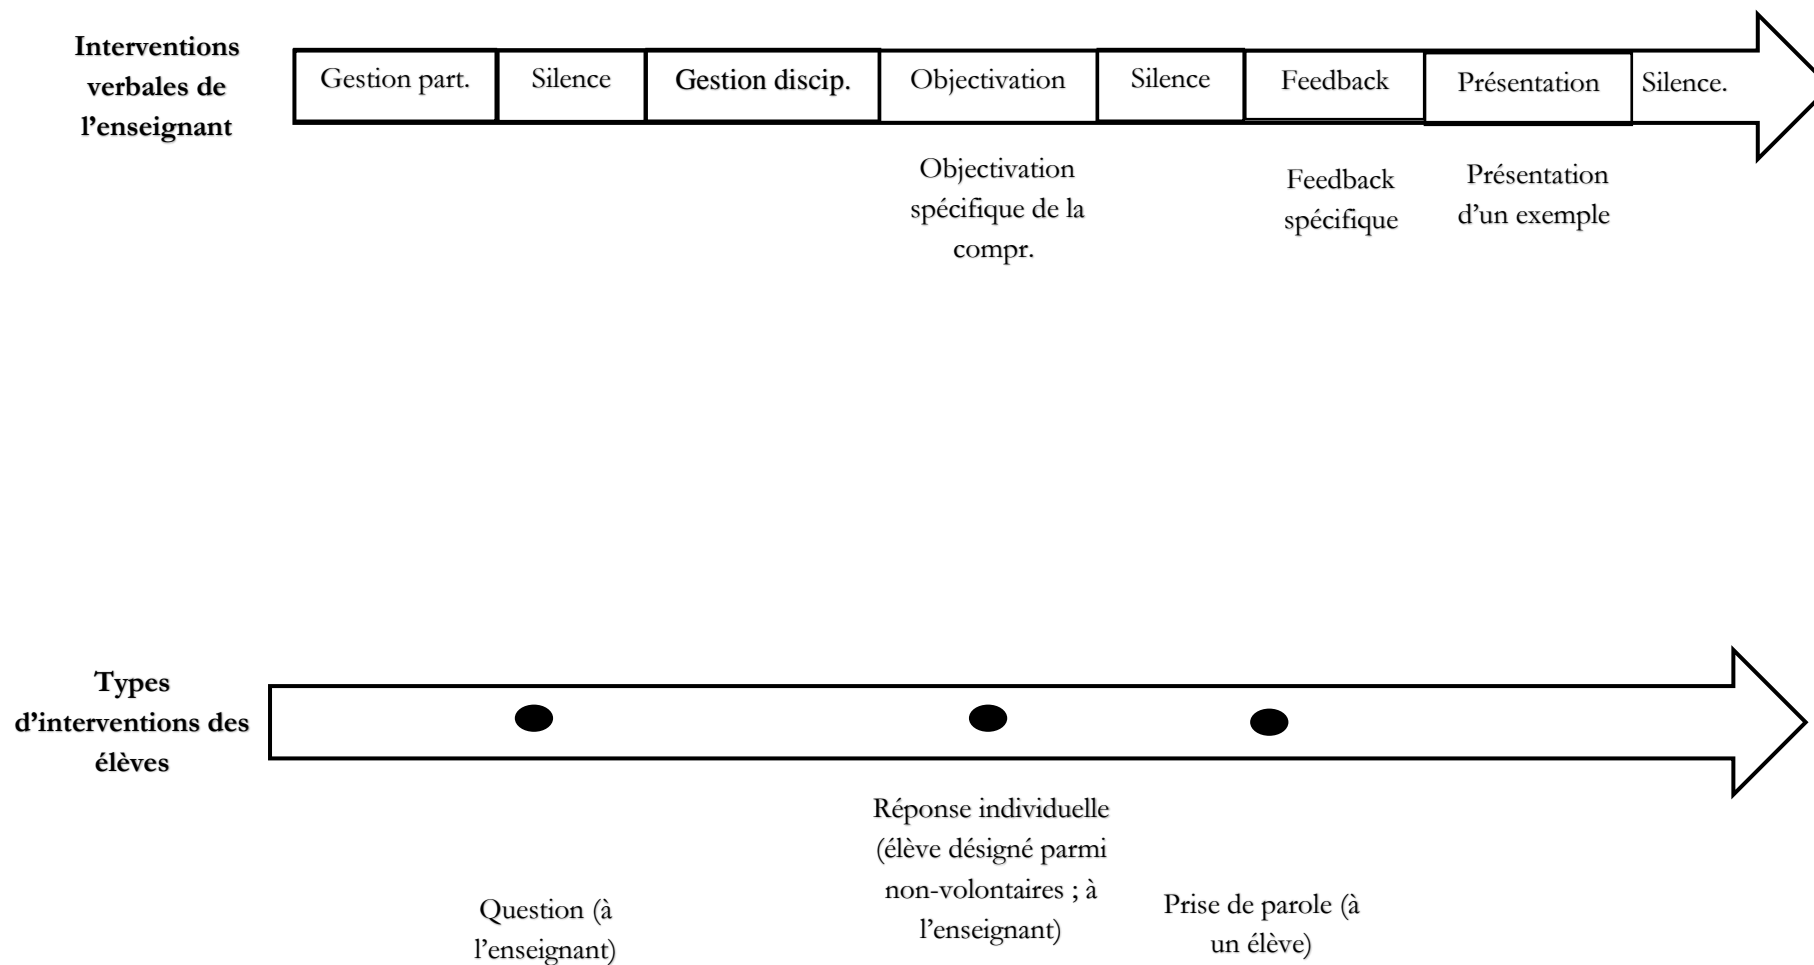 Interventions
verbales de
l’enseignant
Gestion part.
Silence
Gestion discip.
Objectivation
Silence
Feedback
Présentation
Silence.
Objectivation
spécifique de la
compr.
Feedback
spécifique
Présentation
d’un exemple
Types
d’interventions des
élèves
Question (à
l’enseignant)
Réponse individuelle
(élève désigné parmi
non-volontaires ; à
l’enseignant)
Prise de parole (à
un élève)